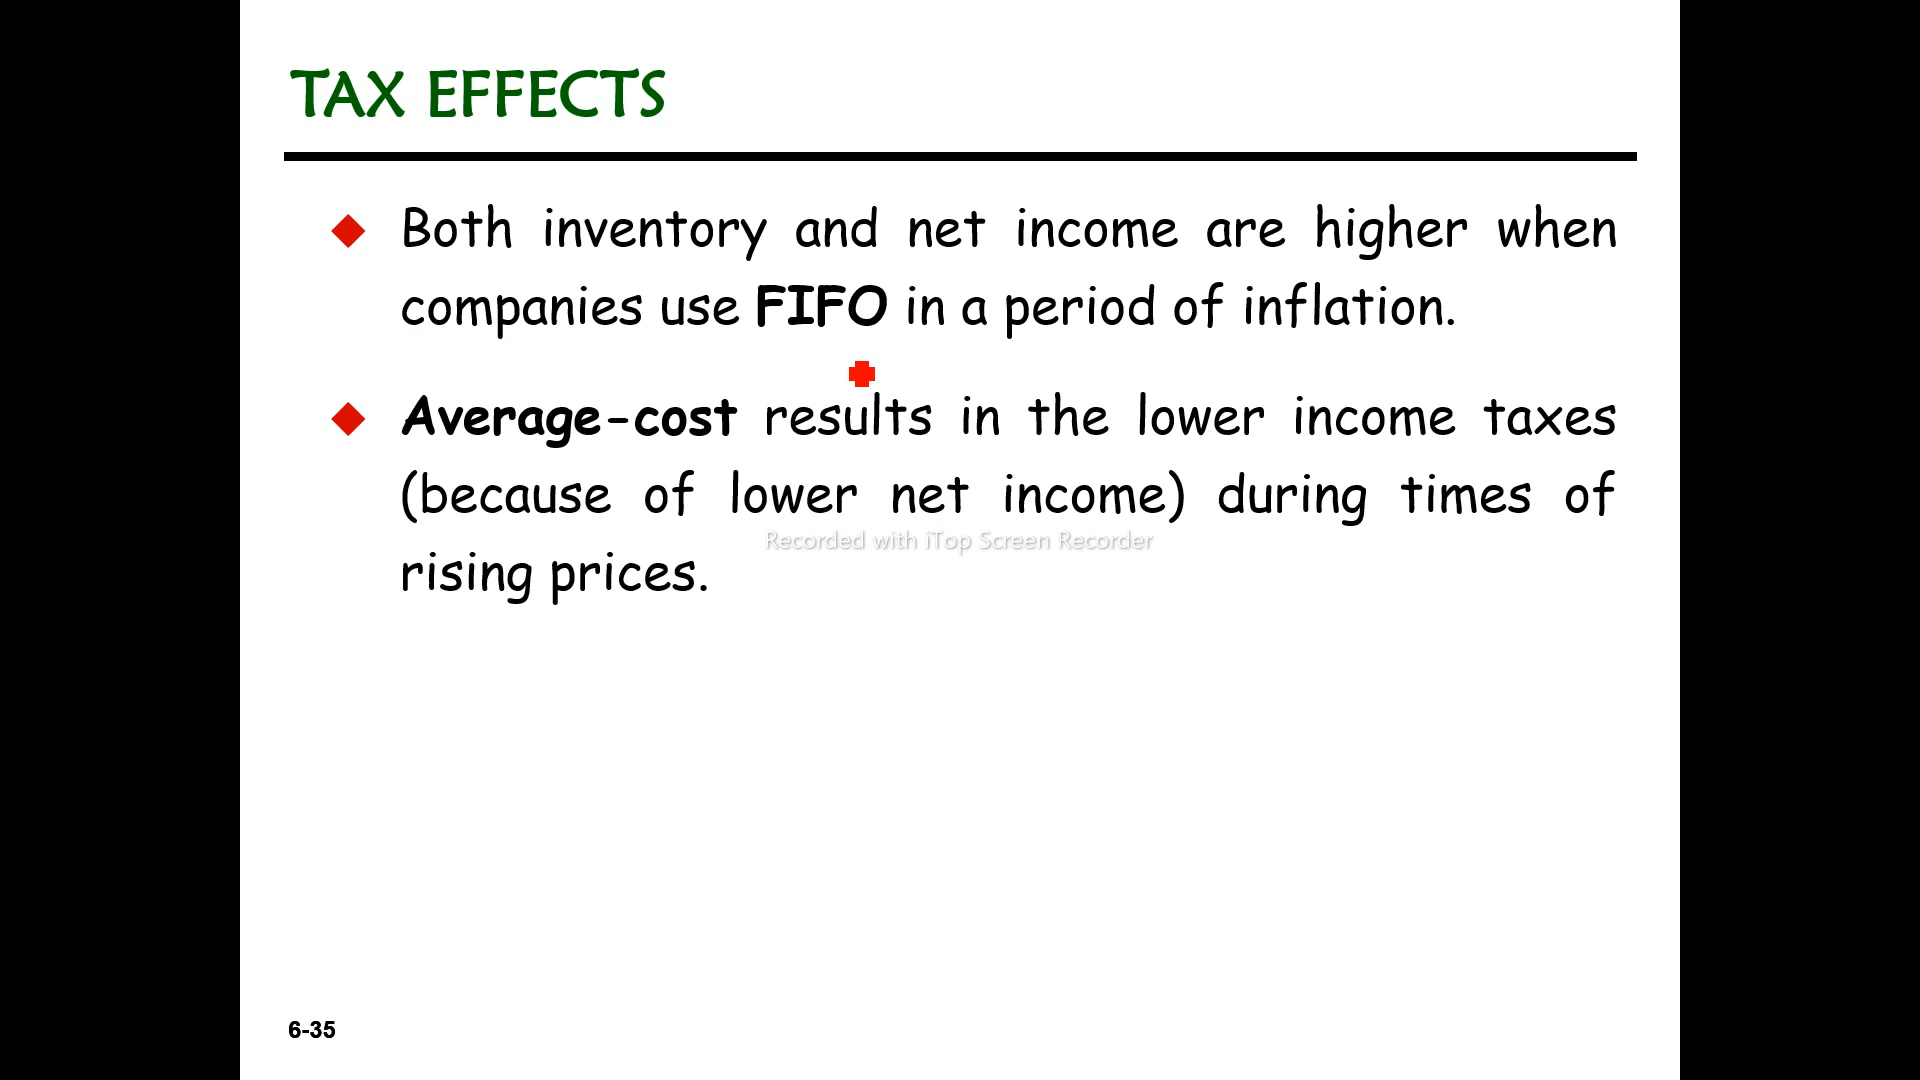 TAX EFFECTS
Both inventory and net income are higher when
companies use FIFO in a period of inflation.
Average-cost results in the lower income taxes
(because of lower net income) during times of
Recorded with iTop Screen Recorder
rising prices.
6-35